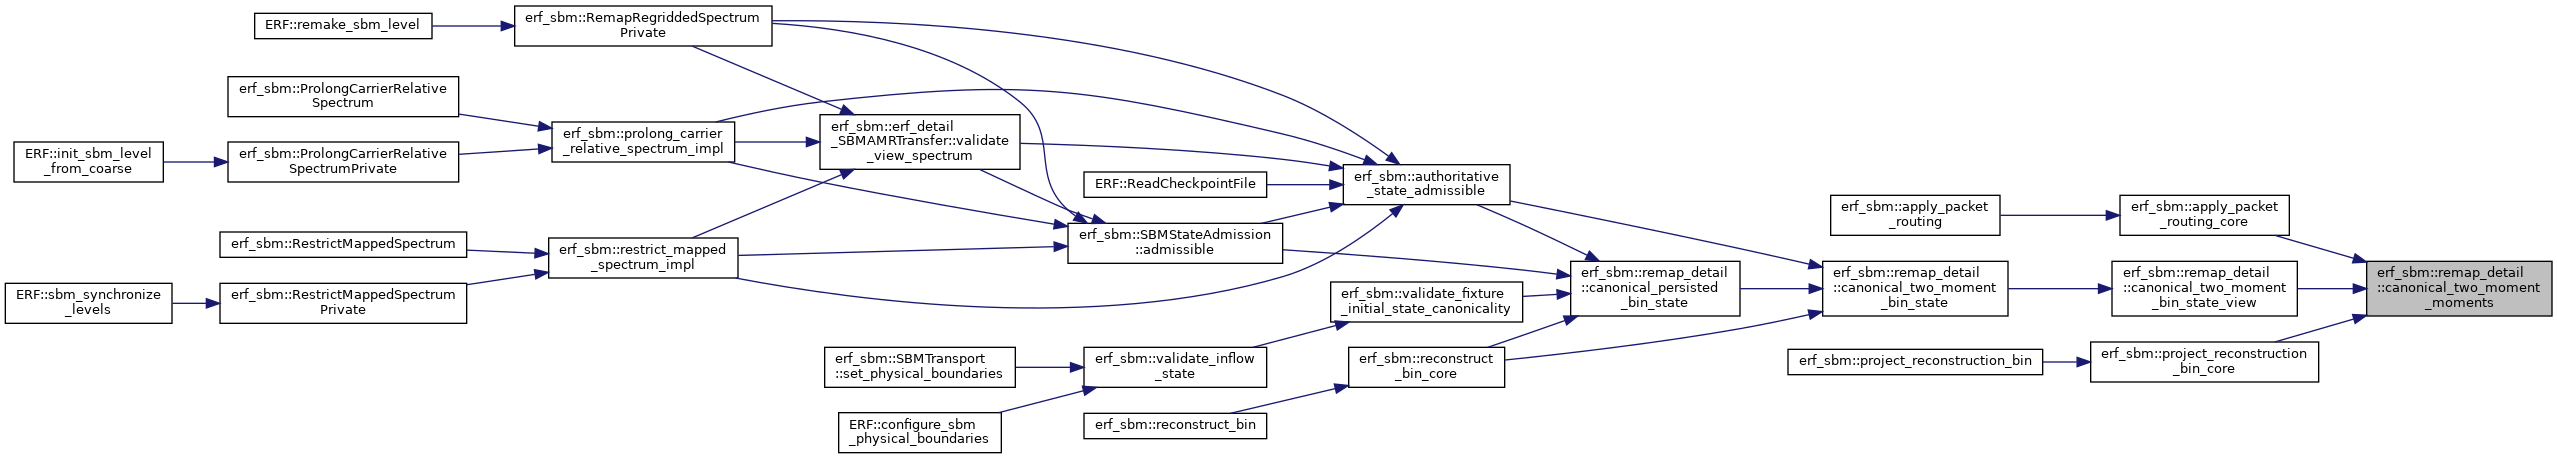 ERF::remake_sbm_level
erf_sbm::RemapRegriddedSpectrum
Private
erf_sbm::ProlongCarrierRelative
Spectrum
ERF::init_sbm_level
_from_coarse
erf_sbm::ProlongCarrierRelative
SpectrumPrivate
erf_sbm::prolong_carrier
_relative_spectrum_impl
erf_sbm::erf_detail
_SBMAMRTransfer::validate
_view_spectrum
erf_sbm::RestrictMappedSpectrum
ERF::sbm_synchronize
_levels
erf_sbm::RestrictMappedSpectrum
Private
erf_sbm::restrict_mapped
_spectrum_impl
ERF::ReadCheckpointFile
erf_sbm::SBMStateAdmission
::admissible
erf_sbm::authoritative
_state_admissible
erf_sbm::validate_fixture
_initial_state_canonicality
erf_sbm::SBMTransport
::set_physical_boundaries
ERF::configure_sbm
_physical_boundaries
erf_sbm::validate_inflow
_state
erf_sbm::reconstruct_bin
erf_sbm::reconstruct
_bin_core
erf_sbm::remap_detail
::canonical_persisted
_bin_state
erf_sbm::apply_packet
_routing
erf_sbm::apply_packet
_routing_core
erf_sbm::remap_detail
::canonical_two_moment
_bin_state
erf_sbm::remap_detail
::canonical_two_moment
_bin_state_view
erf_sbm::project_reconstruction_bin
erf_sbm::project_reconstruction
_bin_core
erf_sbm::remap_detail
::canonical_two_moment
_moments